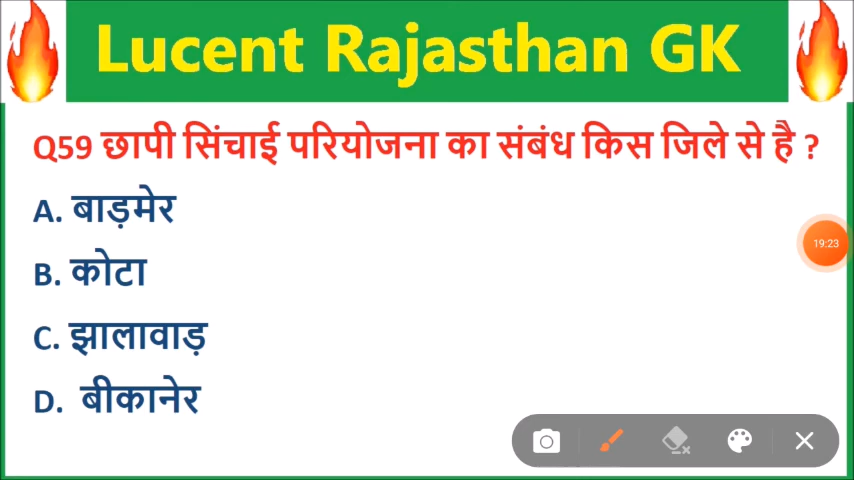 Lucent Rajasthan GK
Q59 छापी सिंचाई परियोजना का संबंध किस जिले से है ?
A. बाड़मेर
19:23
B. कोटा
C. झालावाड़
D. बीकानेर